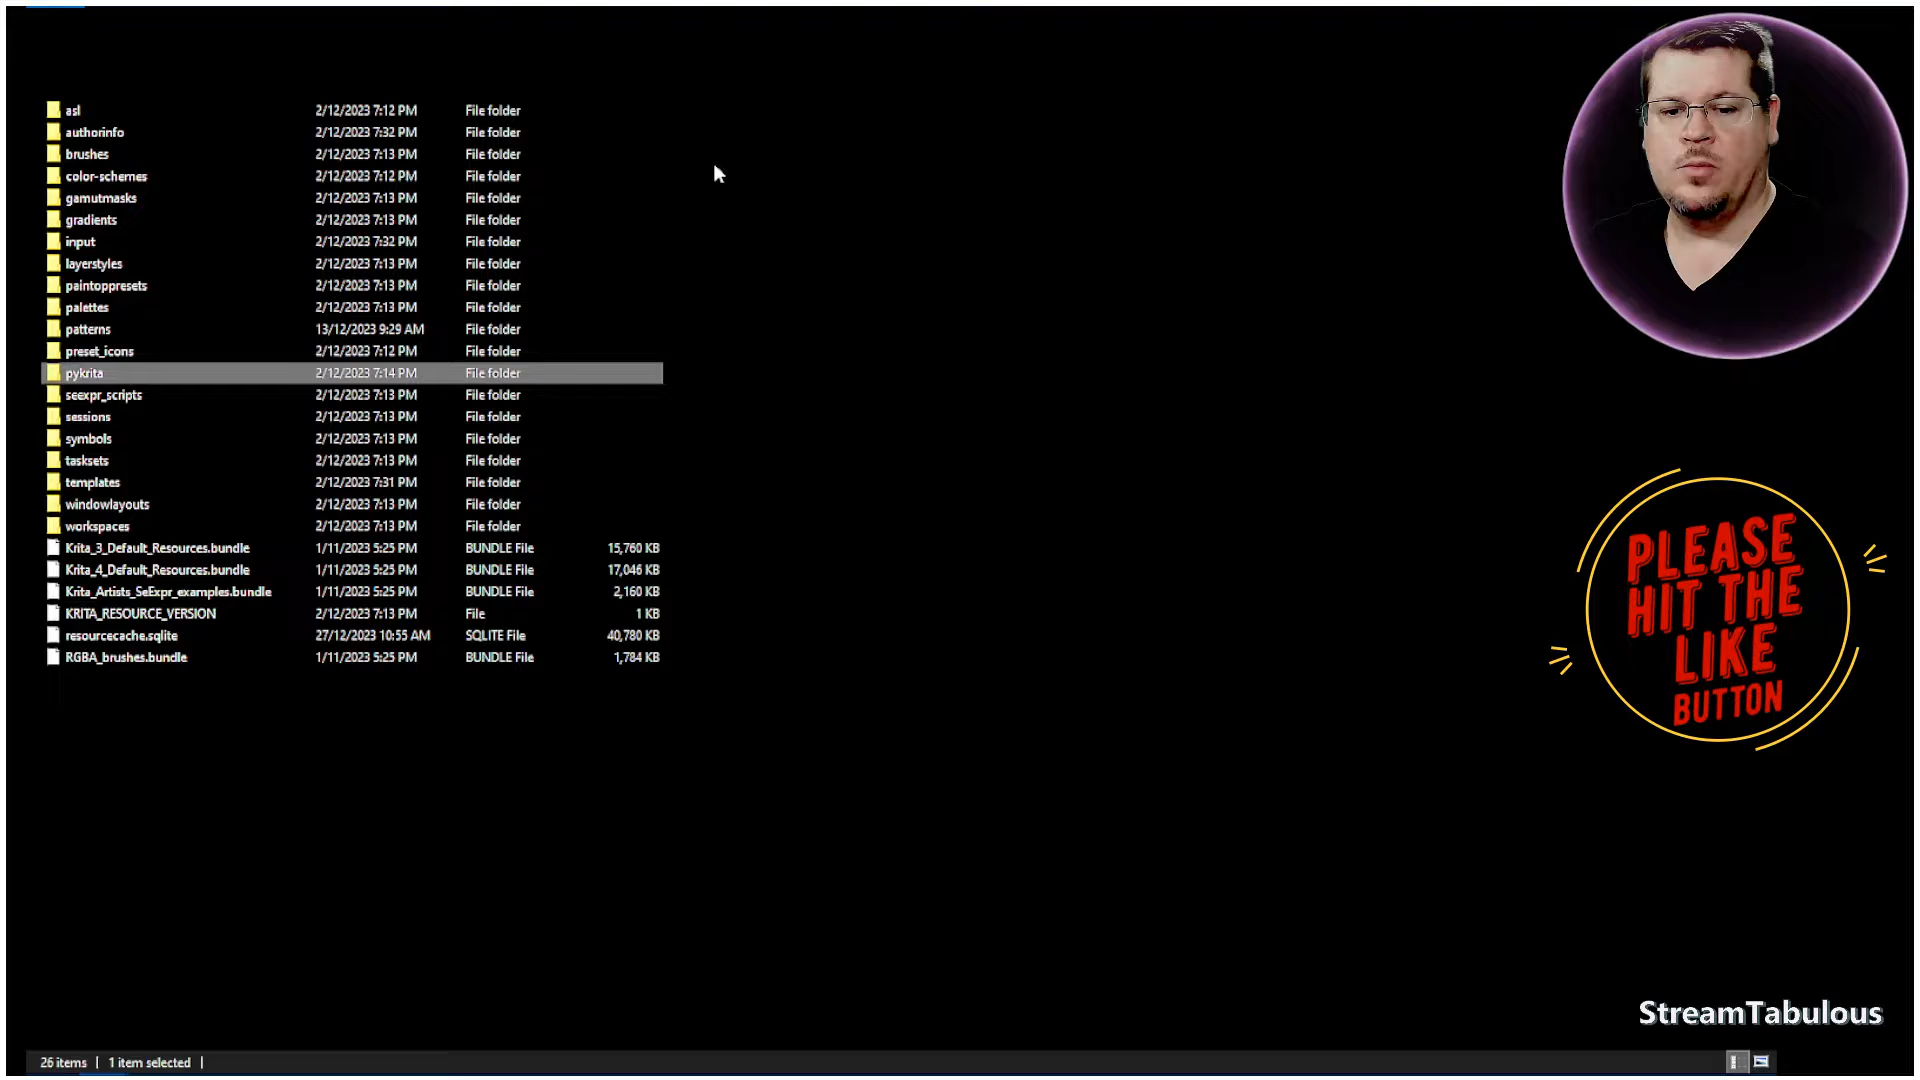 asl 2/12/2023 7:12 PM File folder
authorinfo 2/12/2023 7:32 PM File folder
brushes 2/12/2023 7:13 PM File folder
color-schemes 2/12/2023 7:12 PM File folder
gamutmasks 2/12/2023 7:13 PM File folder
gradients 2/12/2023 7:13 PM File folder
input 2/12/2023 7:32 PM File folder
layerstyles 2/12/2023 7:13 PM File folder
paintoppresets 2/12/2023 7:13 PM File folder
palettes 2/12/2023 7:13 PM File folder
patterns 13/12/2023 9:29 AM File folder
preset_icons 2/12/2023 7:12 PM File folder
pykrita 2/12/2023 7:14 PM File folder
seexpr_scripts 2/12/2023 7:13 PM File folder
sessions 2/12/2023 7:13 PM File folder
symbols 2/12/2023 7:13 PM File folder
tasksets 2/12/2023 7:13 PM File folder
templates 2/12/2023 7:31 PM File folder
windowlayouts 2/12/2023 7:13 PM File folder
workspaces 2/12/2023 7:13 PM File folder
Krita_3_Default_Resources.bundle 1/11/2023 5:25 PM BUNDLE File 15,760 KB
Krita_4_Default_Resources.bundle 1/11/2023 5:25 PM BUNDLE File 17,046 KB
Krita_Artists_SeExpr_examples.bundle 1/11/2023 5:25 PM BUNDLE File 2,160 KB
KRITA_RESOURCE_VERSION 2/12/2023 7:13 PM File 1 KB
resourcecache.sqlite 27/12/2023 10:55 AM SQLITE File 40,780 KB
RGBA_brushes.bundle 1/11/2023 5:25 PM BUNDLE File 1,784 KB
PLEASE
HIT THE
LIKE
BUTTON
StreamTabulous
26 items | 1 item selected |